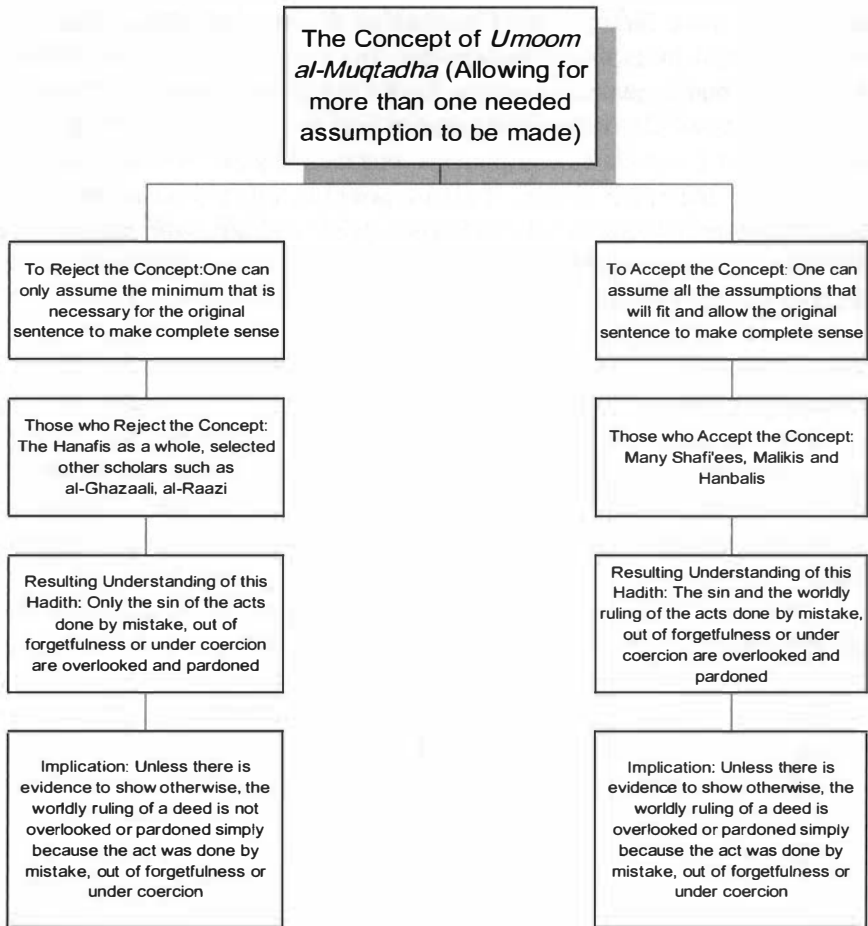 The Concept of Umoom
al-Muqtadha (Allowing for
more than one needed
assumption to be made)
To Reject the Concept:One can
only assume the minimum that is
necessary for the original
sentence to make complete sense
Those who Reject the Concept:
The Hanafis as a whole, selected
other scholars such as
al-Ghazaali, al-Raazi
Resulting Understanding of this
Hadith: Only the sin of the acts
done by mistake, out of
forgetfulness or under coercion
are overlooked and pardoned
Implication: Unless there is
evidence to show otherwise, the
worldly ruling of a deed is not
overlooked or pardoned simply
because the act was done by
mistake, out of forgetfulness or
under coercion
To Accept the Concept: One can
assume all the assumptions that
will fit and allow the original
sentence to make complete sense
Those who Accept the Concept:
Many Shafi'ees, Malikis and
Hanbalis
Resulting Understanding of this
Hadith: The sin and the worldly
ruling of the acts done by mistake,
out of forgetfulness or under
coercion are overlooked and
pardoned
Implication: Unless there is
evidence to show otherwise, the
worldly ruling of a deed is
overlooked or pardoned simply
because the act was done by
mistake, out of forgetfulness or
under coercion